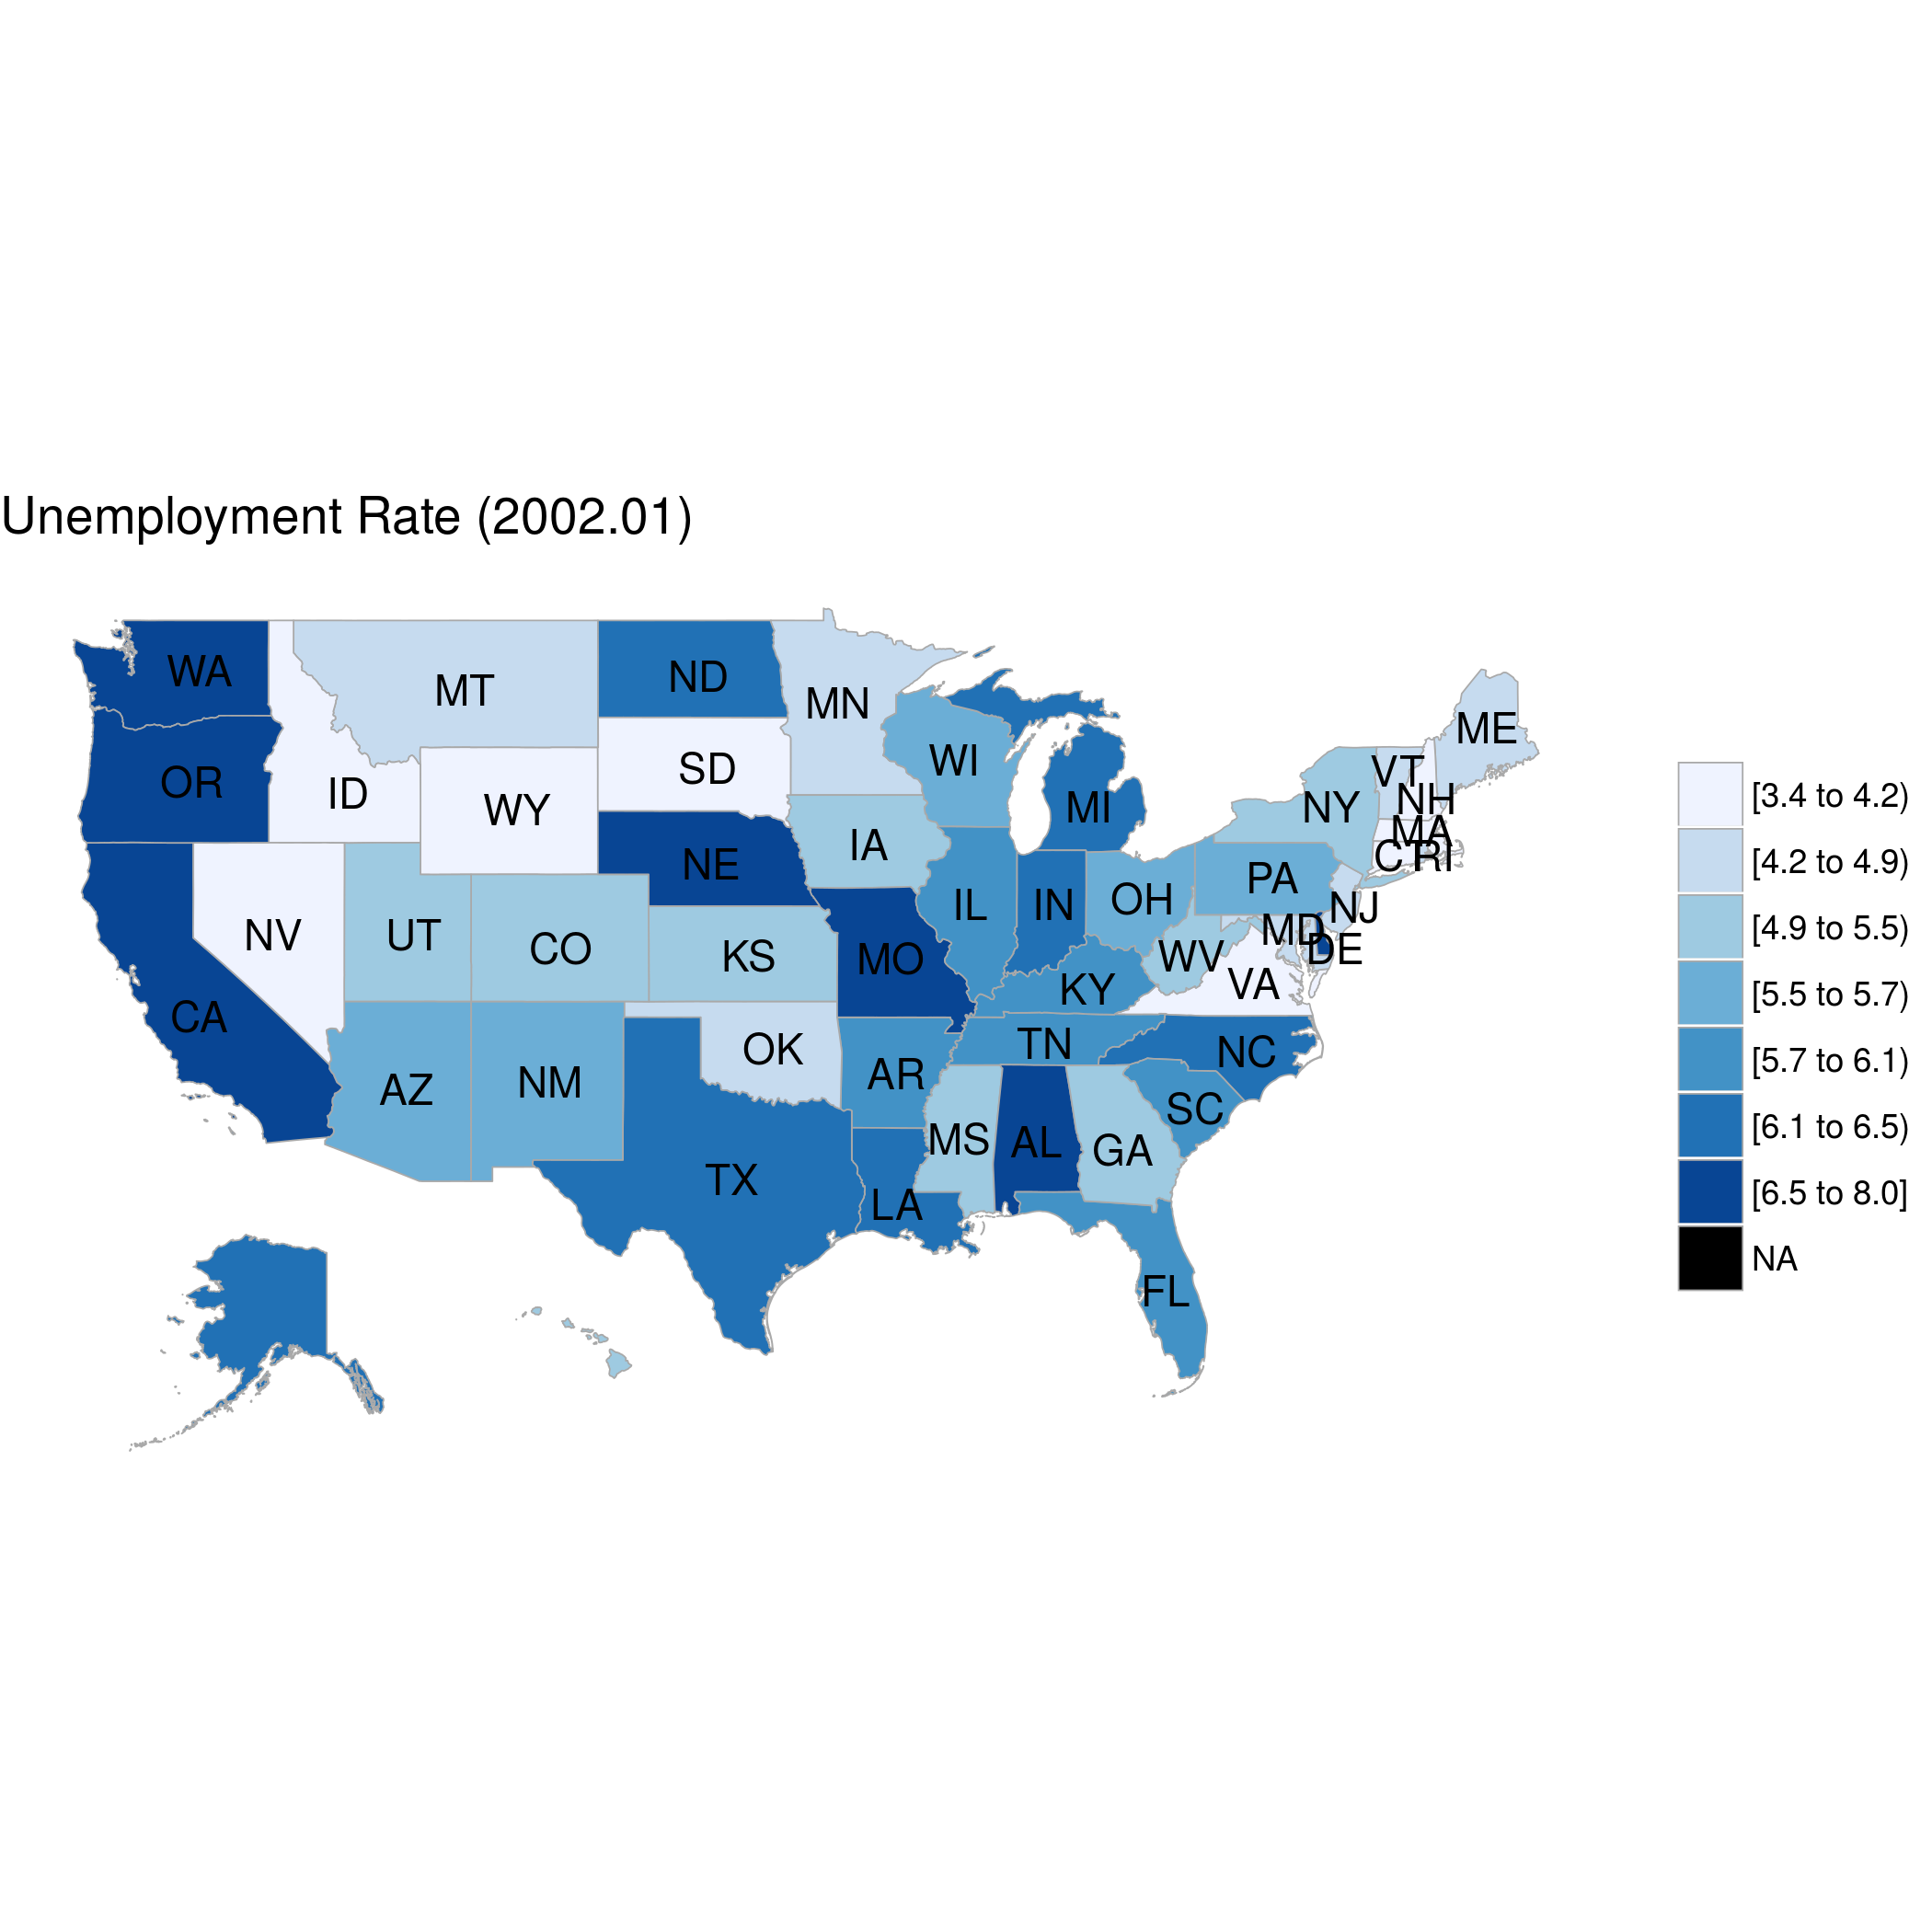 Unemployment Rate (2002.01)
WA
MT
ND
MN
ME
OR
ID
WY
SD
WI
MI
NY
VT
NH
MA
CT
RI
NE
IA
PA
NJ
NV
UT
CO
KS
MO
IL
IN
OH
WV
MD
DE
VA
KY
CA
AZ
NM
OK
AR
TN
NC
SC
TX
LA
MS
AL
GA
FL
[3.4 to 4.2)
[4.2 to 4.9)
[4.9 to 5.5)
[5.5 to 5.7)
[5.7 to 6.1)
[6.1 to 6.5)
[6.5 to 8.0]
NA